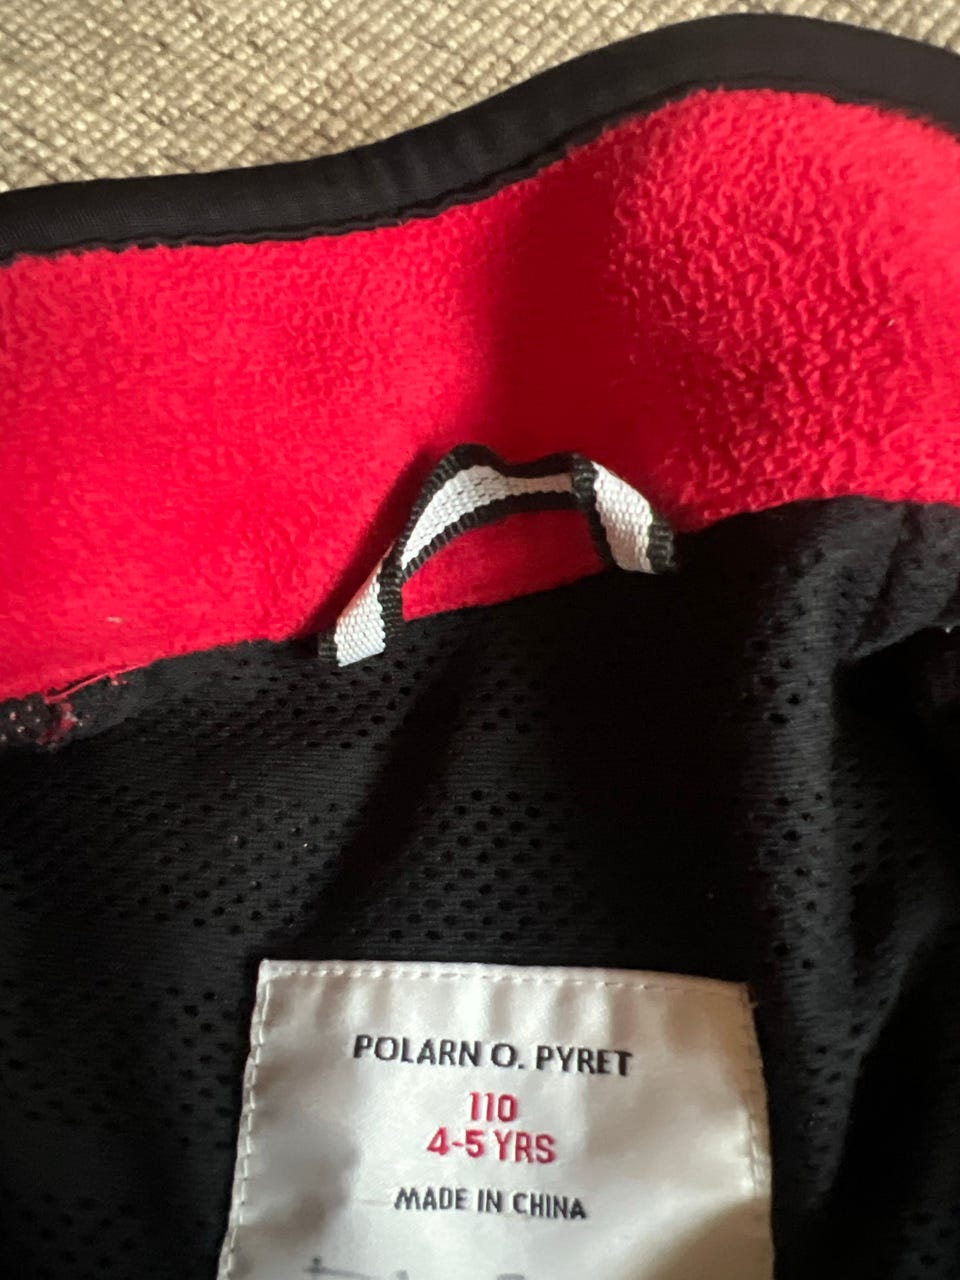 POLARN O. PYRET
110
4-5 YRS
MADE IN CHINA